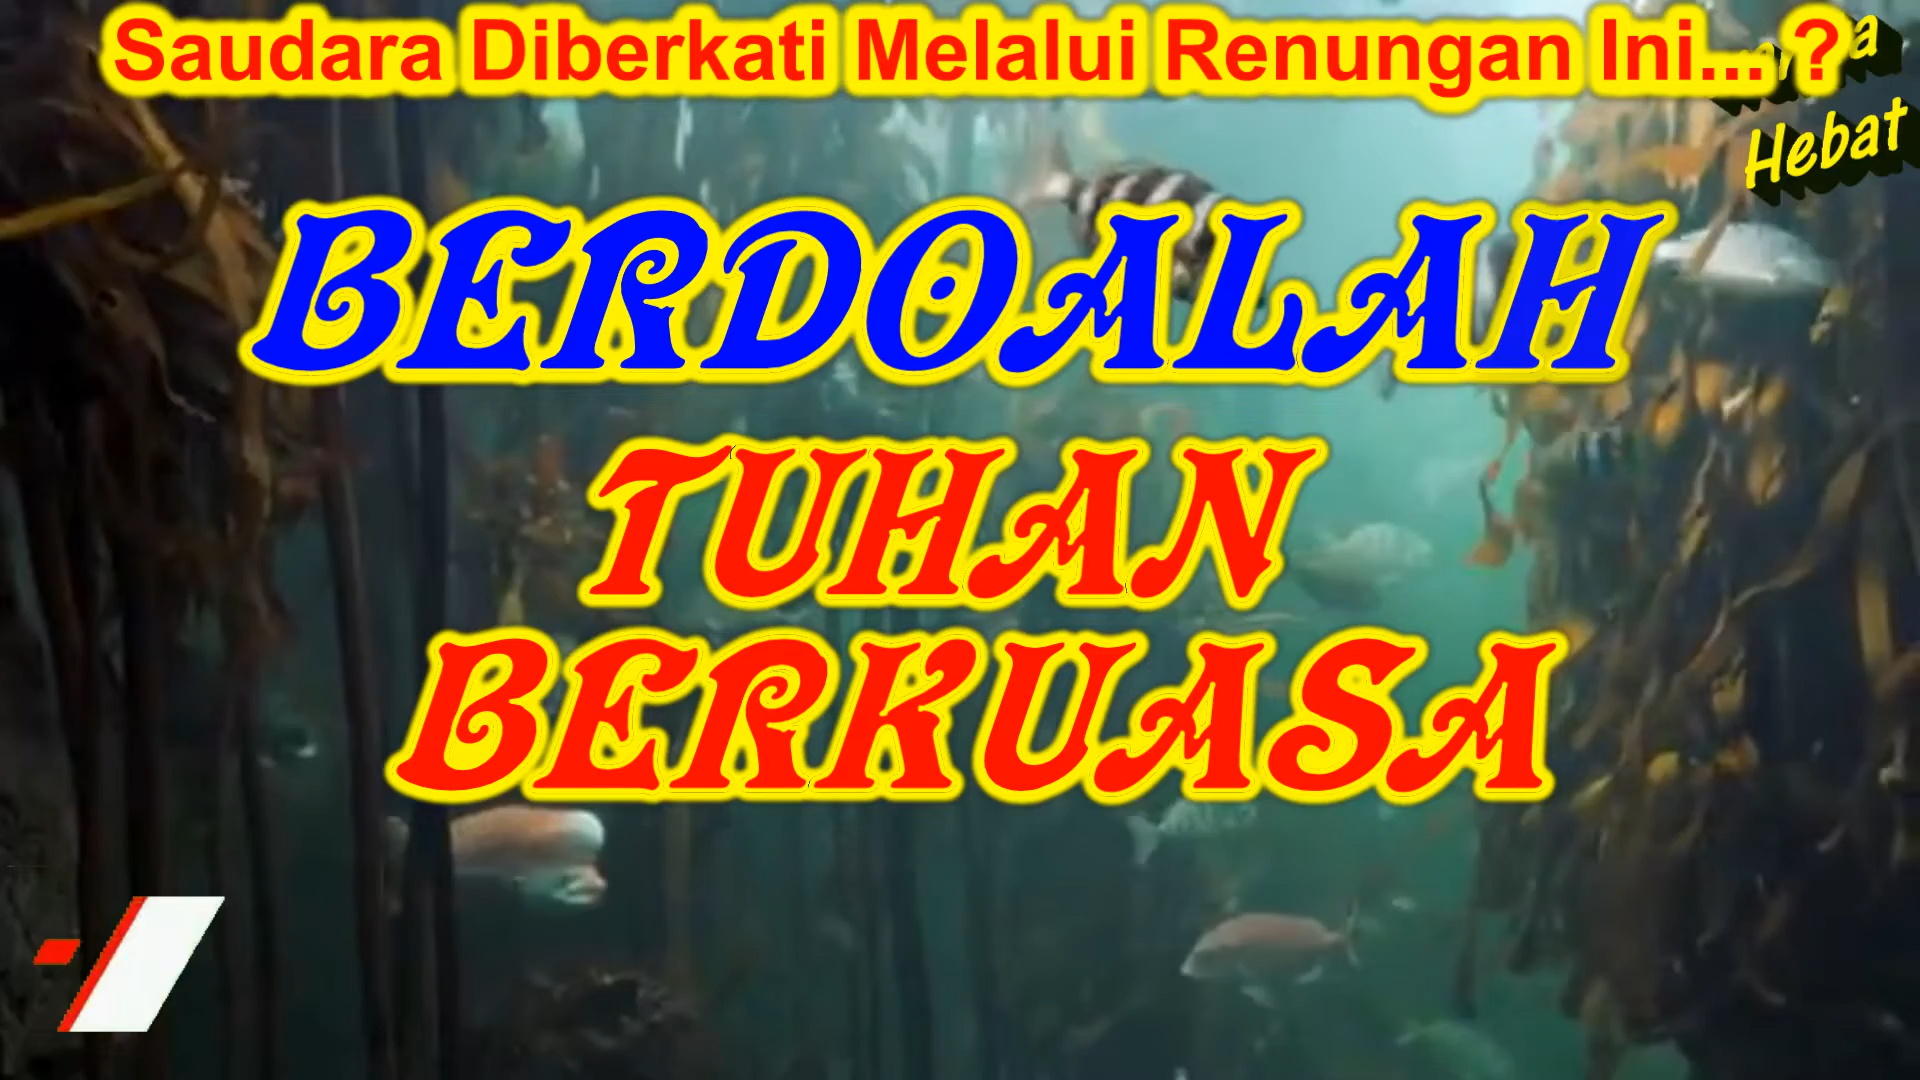 Saudara Diberkati Melalui Renungan Ini... ?
Hebat
BERDOALAH
TUHAN
BERKUASA